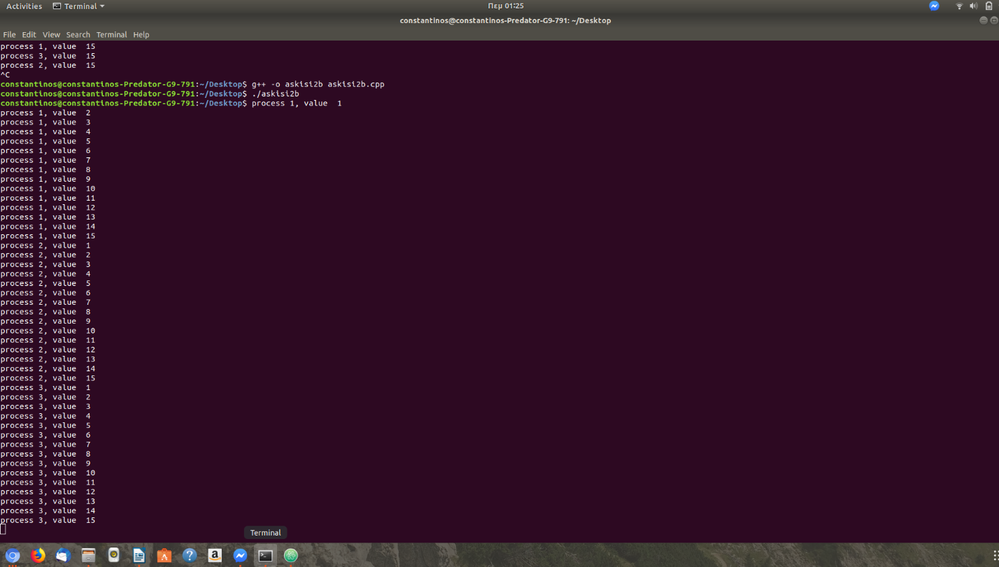 Activities Terminal Πεμ 01:25
constantinos@constantinos-Predator-G9-791: ~/Desktop
File Edit View Search Terminal Help
process 1, value  15
process 3, value  15
process 2, value  15
^C
constantinos@constantinos-Predator-G9-791:~/Desktop$ g++ -o askisi2b askisi2b.cpp
constantinos@constantinos-Predator-G9-791:~/Desktop$ ./askisi2b
constantinos@constantinos-Predator-G9-791:~/Desktop$ process 1, value  1
process 1, value  2
process 1, value  3
process 1, value  4
process 1, value  5
process 1, value  6
process 1, value  7
process 1, value  8
process 1, value  9
process 1, value  10
process 1, value  11
process 1, value  12
process 1, value  13
process 1, value  14
process 1, value  15
process 2, value  1
process 2, value  2
process 2, value  3
process 2, value  4
process 2, value  5
process 2, value  6
process 2, value  7
process 2, value  8
process 2, value  9
process 2, value  10
process 2, value  11
process 2, value  12
process 2, value  13
process 2, value  14
process 2, value  15
process 3, value  1
process 3, value  2
process 3, value  3
process 3, value  4
process 3, value  5
process 3, value  6
process 3, value  7
process 3, value  8
process 3, value  9
process 3, value  10
process 3, value  11
process 3, value  12
process 3, value  13
process 3, value  14
process 3, value  15
Terminal